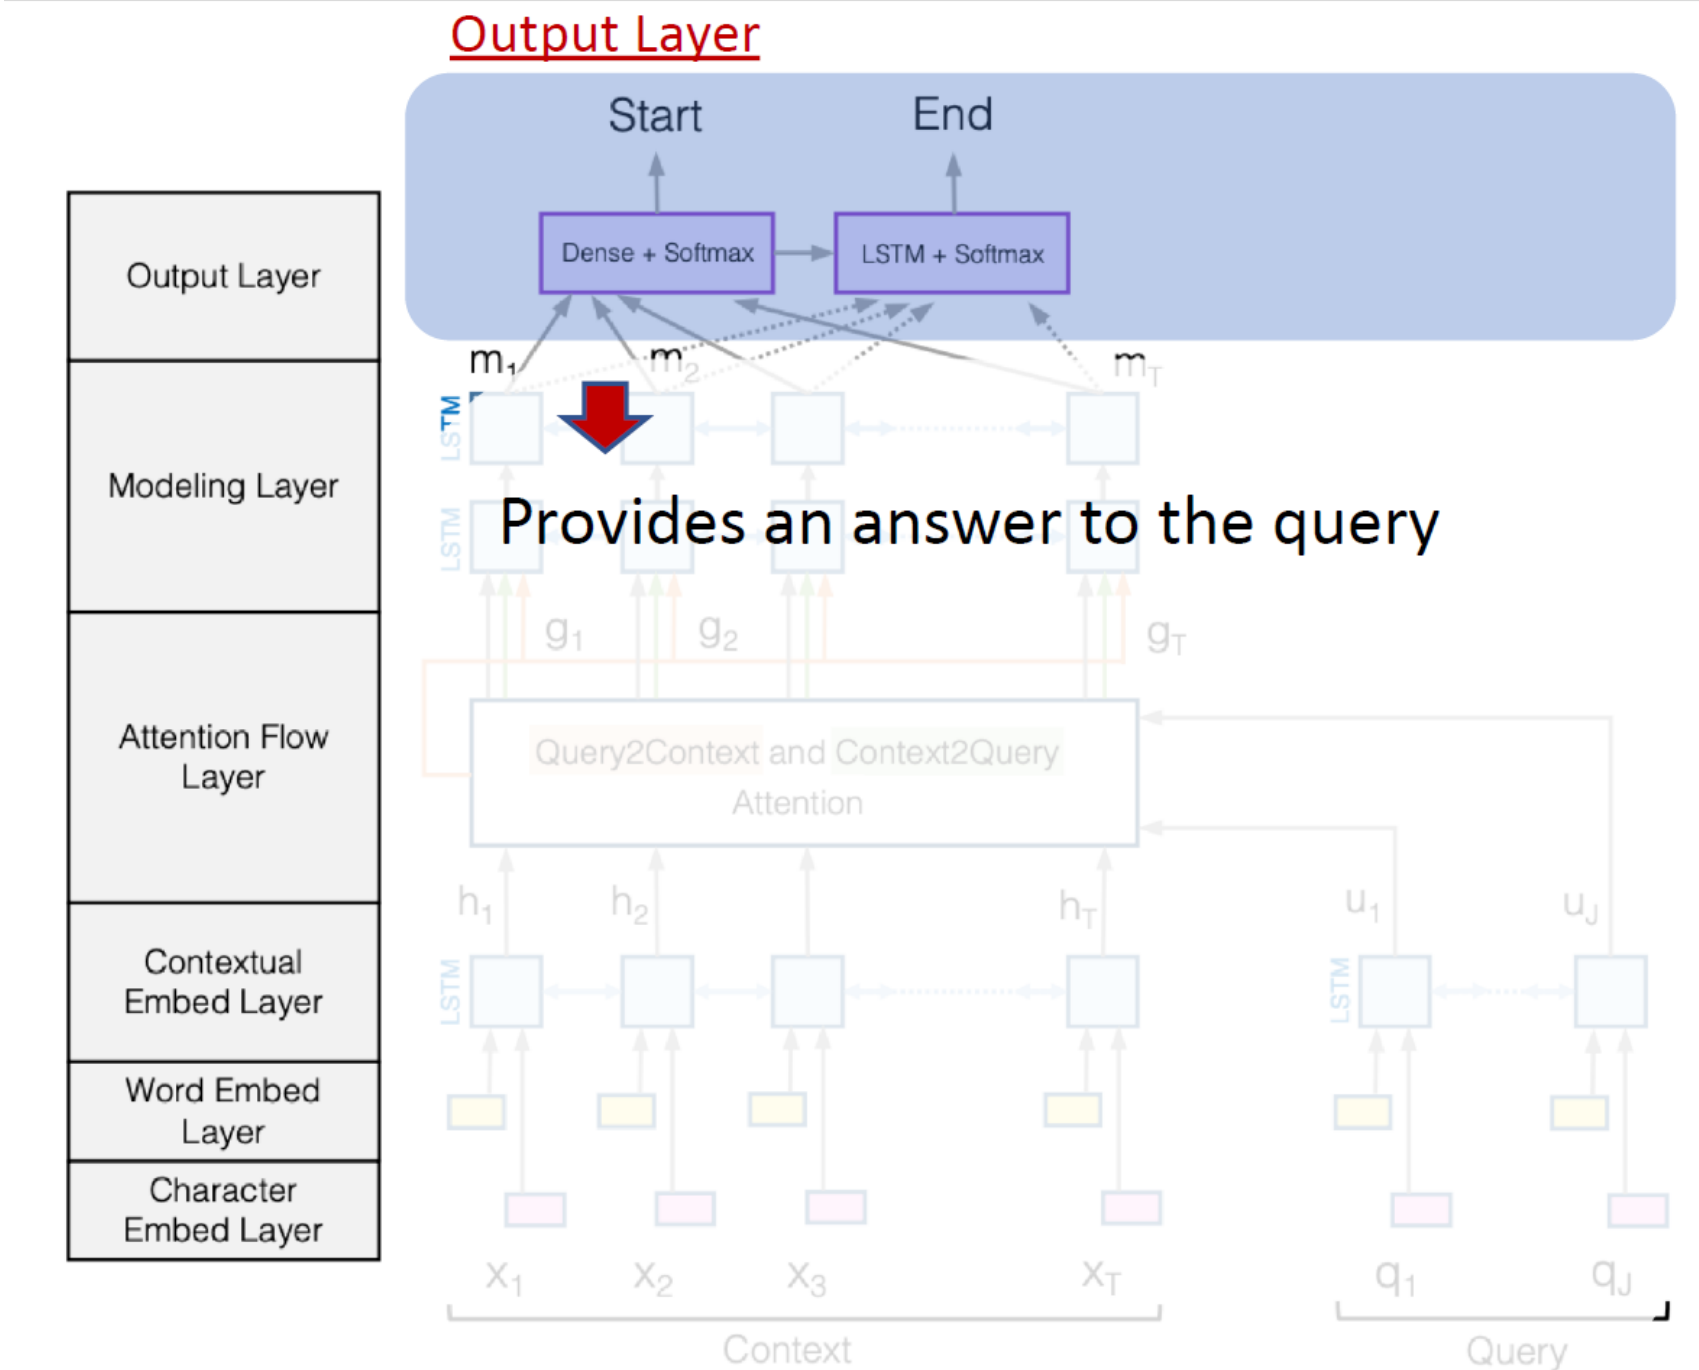 Output Layer
Start
End
Dense + Softmax
LSTM + Softmax
Output Layer
m1
m2
mT
LSTM
Modeling Layer
Provides an answer to the query
LSTM
g1
g2
gT
Attention Flow
Layer
Query2Context and Context2Query
Attention
h1
h2
hT
u1
uJ
Contextual
Embed Layer
LSTM
LSTM
Word Embed
Layer
Character
Embed Layer
x1
x2
x3
xT
q1
qJ
Context
Query